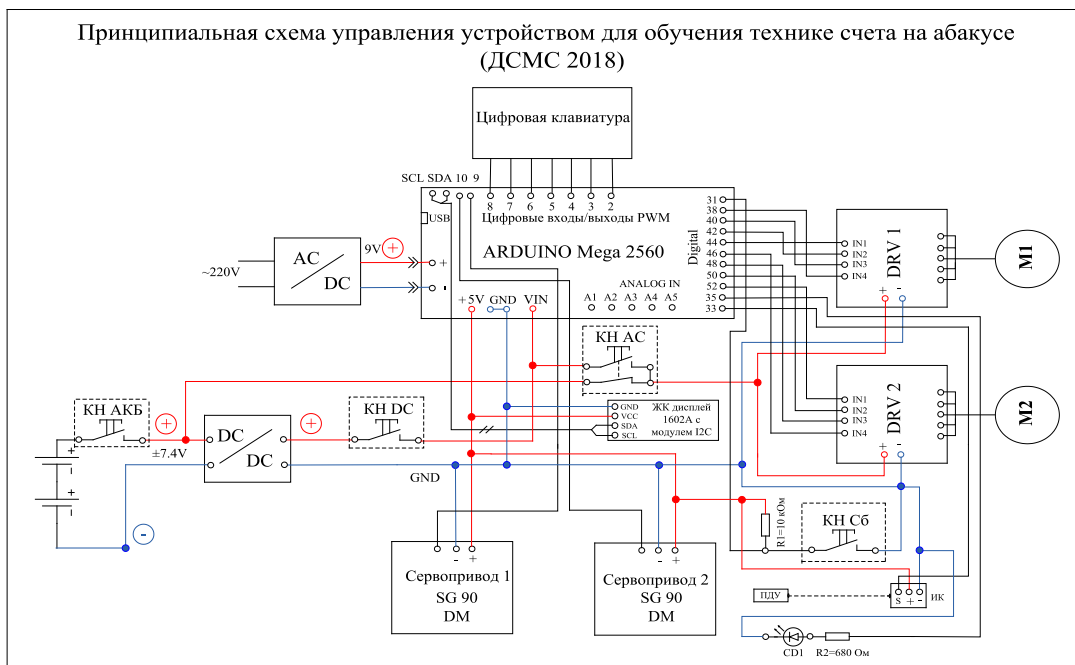 Принципиальная схема управления устройством для обучения технике счета на абакусе
(ДСМС 2018)
Цифровая клавиатура
SCL SDA 10 9
8 7 6 5 4 3 2
USB
Цифровые входы/выходы PWM
ARDUINO Mega 2560
Digital
31
38
40
42
44
46
48
50
52
35
33
ANALOG IN
A1 A2 A3 A4 A5
+
-
+5V GND VIN
~220V
AC
DC
9V
+
IN1
IN2
IN3
IN4
DRV 1
+ -
M1
КН АС
IN1
IN2
IN3
IN4
DRV 2
+ -
M2
GND
VCC
SDA
SCL
ЖК дисплей
1602А с
модулем I2C
КН АКБ
+
±7.4V
DC
DC
+
КН DC
+
+
-
GND
R1=10 кОм
КН Сб
- +
Сервопривод 1
SG 90
DM
- +
Сервопривод 2
SG 90
DM
ПДУ
S + -
ИК
CD1
R2=680 Ом